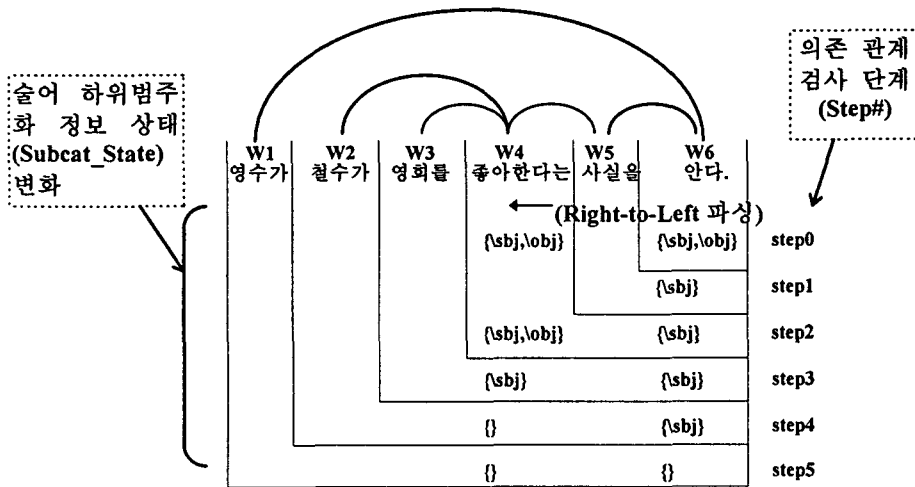 의존 관계
검사 단계
(Step#)
술어 하위범주
화 정보 상태
(Subcat_State)
변화
W1 W2 W3 W4 W5 W6
영수가 철수가 영희를 좋아한다는 사실을 안다.
(Right-to-Left 파싱)
{\sbj,\obj} {\sbj,\obj} step0
{\sbj} step1
{\sbj,\obj} {\sbj} step2
{\sbj} {\sbj} step3
{} {\sbj} step4
{} {} step5